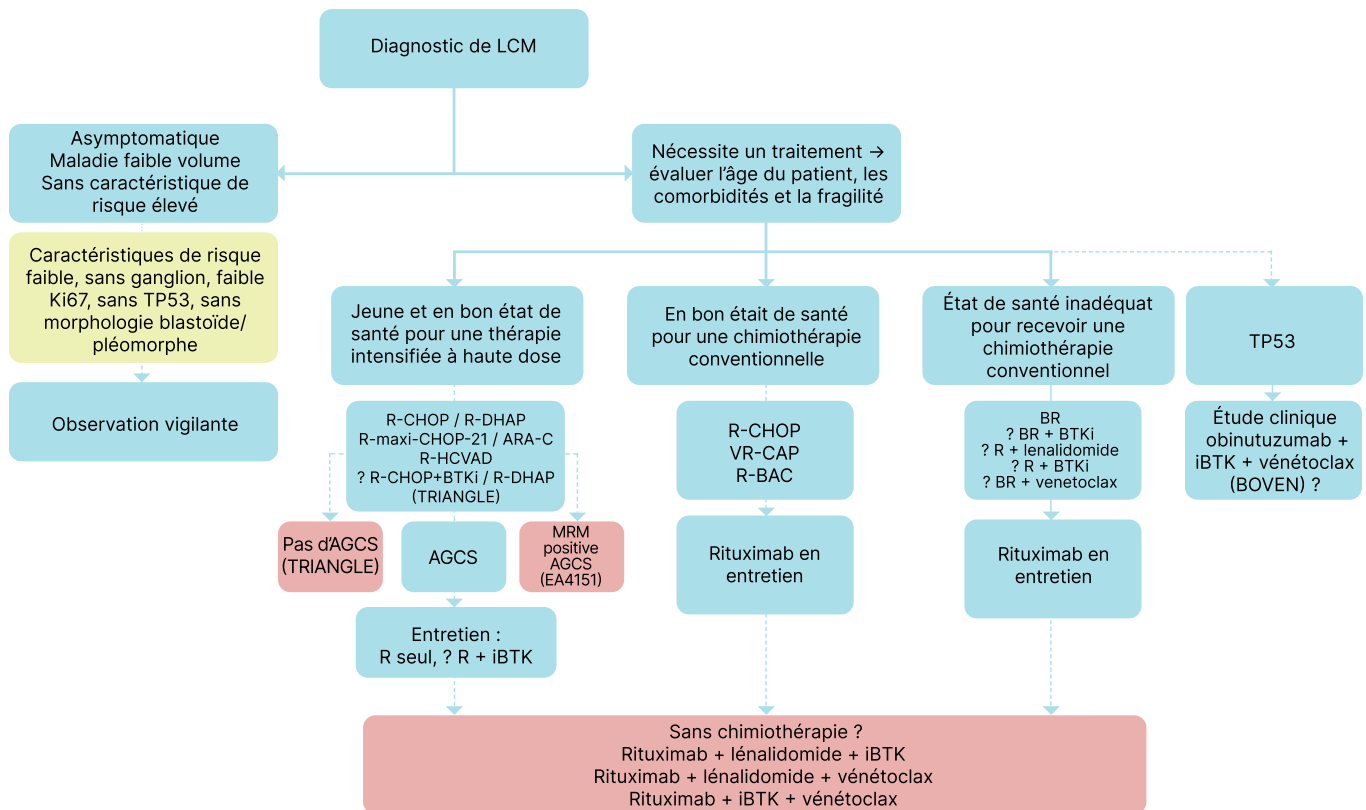 Diagnostic de LCM
Asymptomatique
Maladie faible volume
Sans caractéristique de
risque élevé
Nécessite un traitement →
évaluer l'âge du patient, les
comorbidités et la fragilité
Caractéristiques de risque
faible, sans ganglion, faible
Ki67, sans TP53, sans
morphologie blastoïde/
pléomorphe
Observation vigilante
Jeune et en bon état de
santé pour une thérapie
intensifiée à haute dose
En bon était de santé
pour une chimiothérapie
conventionnelle
État de santé inadéquat
pour recevoir une
chimiothérapie
conventionnel
TP53
R-CHOP / R-DHAP
R-maxi-CHOP-21 / ARA-C
R-HCVAD
? R-CHOP+BTKi / R-DHAP
(TRIANGLE)
R-CHOP
VR-CAP
R-BAC
BR
? BR + BTKi
? R + lenalidomide
? R + BTKi
? BR + venetoclax
Étude clinique
obinutuzumab +
iBTK + vénétoclax
(BOVEN) ?
Pas d'AGCS
(TRIANGLE)
AGCS
MRM
positive
AGCS
(EA4151)
Rituximab en
entretien
Rituximab en
entretien
Entretien :
R seul, ? R + iBTK
Sans chimiothérapie ?
Rituximab + lénalidomide + iBTK
Rituximab + lénalidomide + vénétoclax
Rituximab + iBTK + vénétoclax